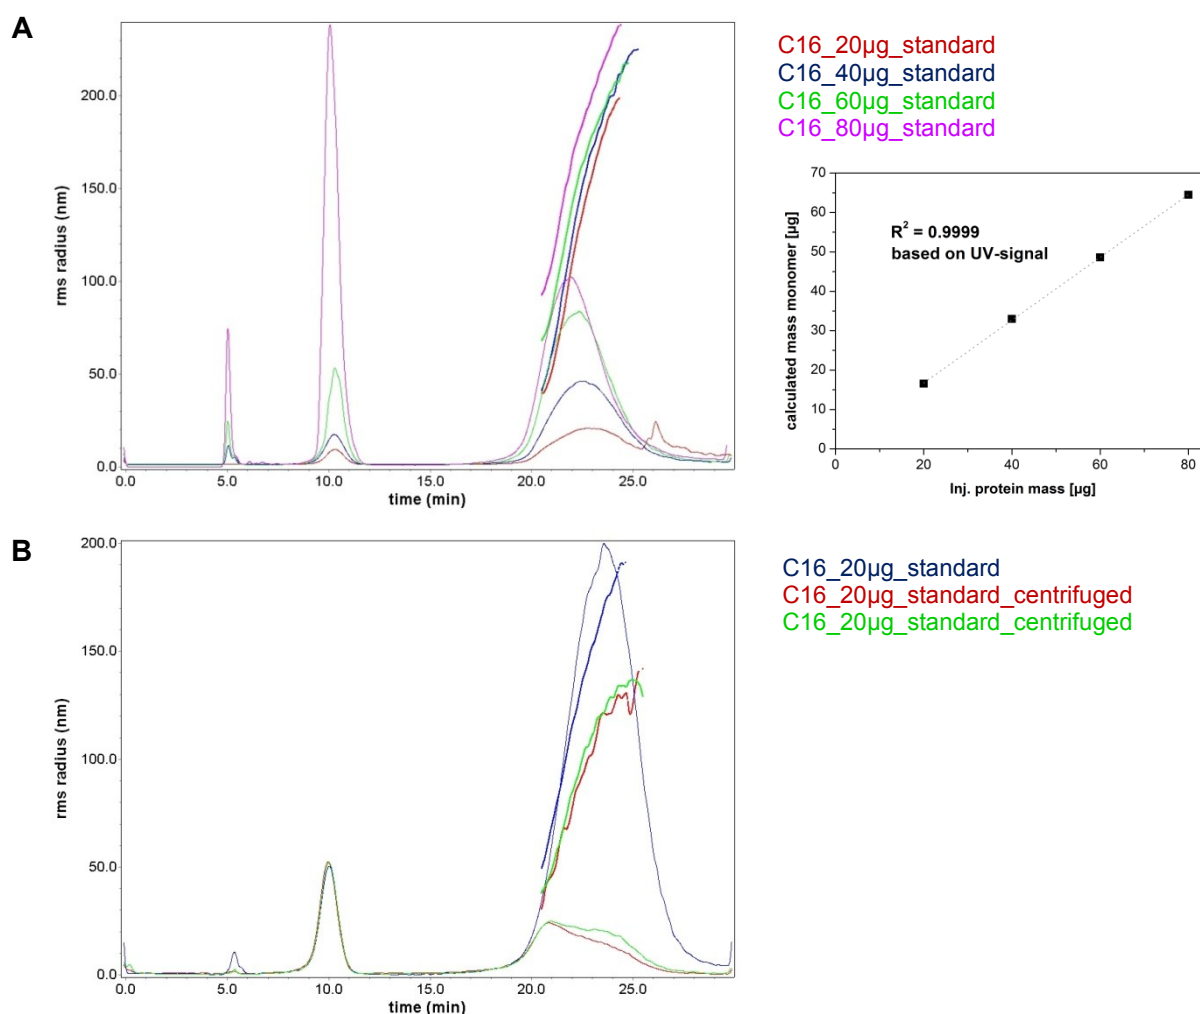 A
rms radius (nm)
200.0
150.0
100.0
50.0
0.0
0.0 5.0 10.0 15.0 20.0 25.0
time (min)
C16_20µg_standard
C16_40µg_standard
C16_60µg_standard
C16_80µg_standard
calculated mass monomer [µg]
70
60
50
40
30
20
10
0
R² = 0.9999
based on UV-signal
0 20 40 60 80
Inj. protein mass [µg]
B
rms radius (nm)
200.0
150.0
100.0
50.0
0.0
0.0 5.0 10.0 15.0 20.0 25.0
time (min)
C16_20µg_standard
C16_20µg_standard_centrifuged
C16_20µg_standard_centrifuged